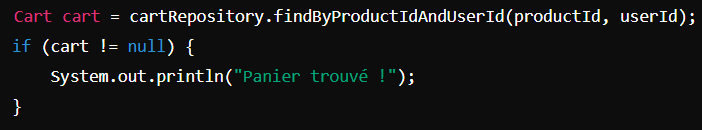 Cart cart = cartRepository.findByProductIdAndUserId(productId, userId);
if (cart != null) {
    System.out.println("Panier trouvé !");
}